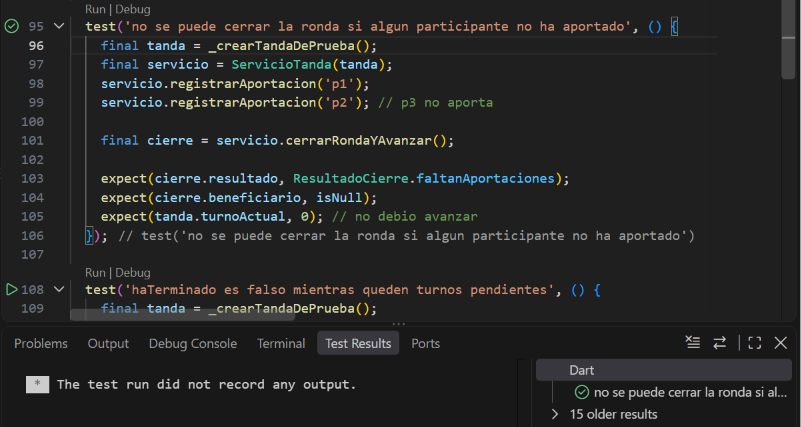 Run | Debug
95 test('no se puede cerrar la ronda si algun participante no ha aportado', () {
96 final tanda = _crearTandaDePrueba();
97 final servicio = ServicioTanda(tanda);
98 servicio.registrarAportacion('p1');
99 servicio.registrarAportacion('p2'); // p3 no aporta
100
101 final cierre = servicio.cerrarRondaYAvanzar();
102
103 expect(cierre.resultado, ResultadoCierre.faltanAportaciones);
104 expect(cierre.beneficiario, isNull);
105 expect(tanda.turnoActual, 0); // no debio avanzar
106 }); // test('no se puede cerrar la ronda si algun participante no ha aportado')
107
Run | Debug
108 test('haTerminado es falso mientras queden turnos pendientes', () {
109 final tanda = _crearTandaDePrueba();
Problems Output Debug Console Terminal Test Results Ports
* The test run did not record any output.
Dart
no se puede cerrar la ronda si al...
15 older results